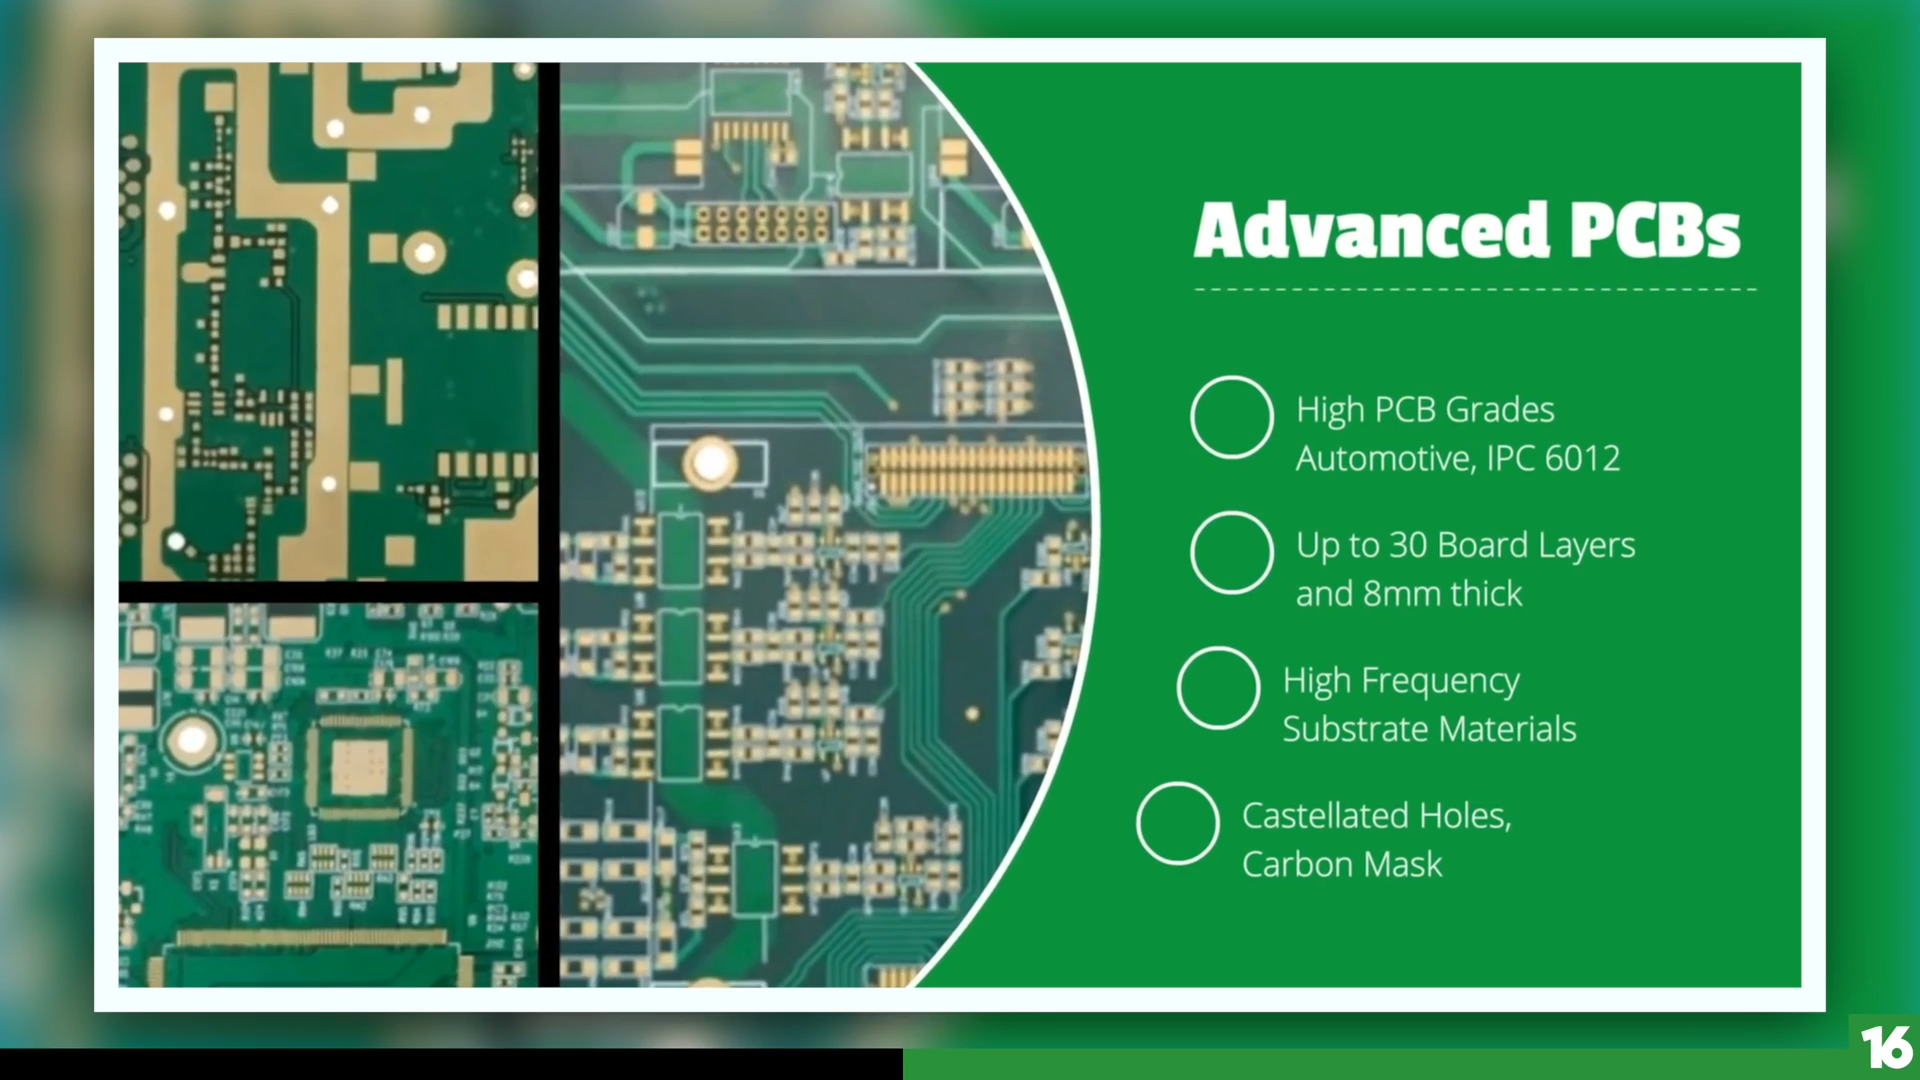 Advanced PCBs
High PCB Grades
Automotive, IPC 6012
Up to 30 Board Layers
and 8mm thick
High Frequency
Substrate Materials
Castellated Holes,
Carbon Mask
16